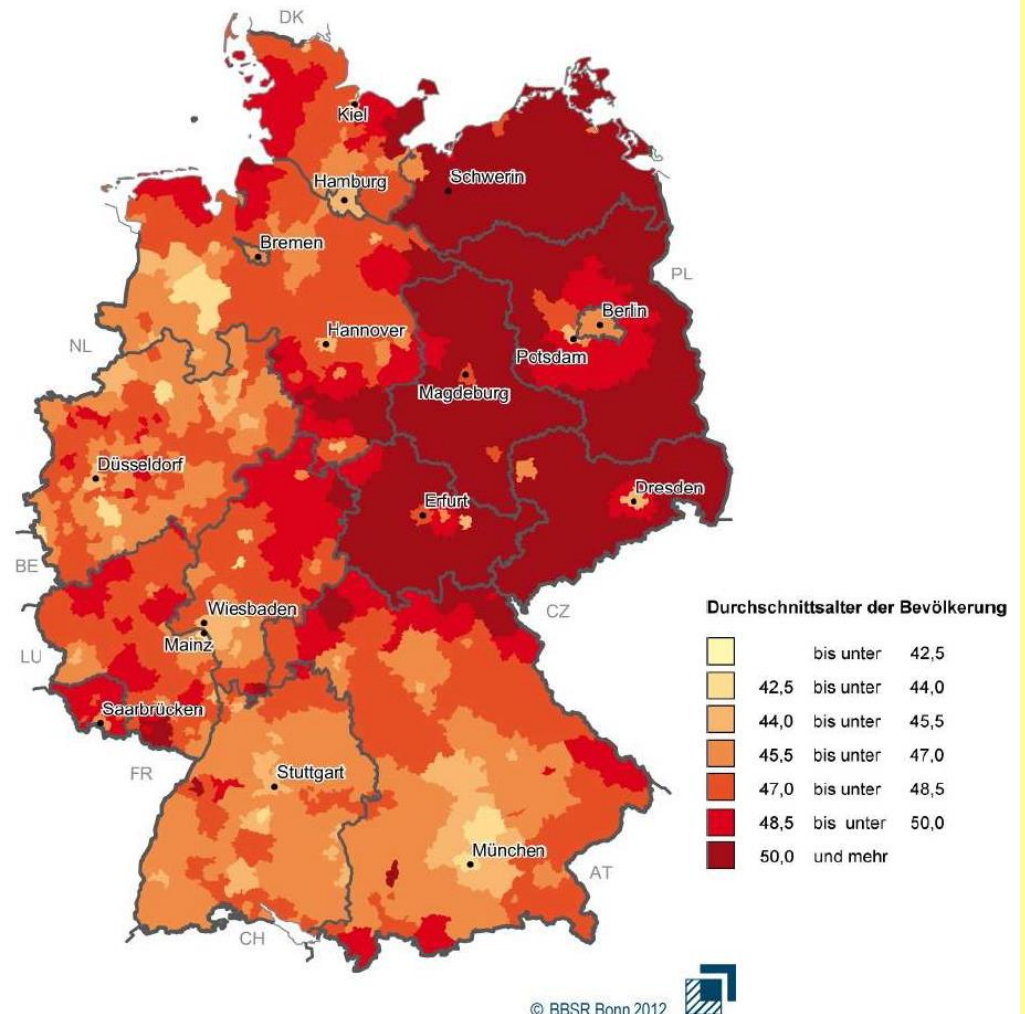 DK
Kiel
Hamburg
Schwerin
Bremen
PL
Berlin
NL
Hannover
Potsdam
Magdeburg
Düsseldorf
Erfurt
Dresden
BE
CZ
Wiesbaden
Mainz
LU
Saarbrücken
FR
Stuttgart
München
AT
CH
Durchschnittsalter der Bevölkerung
bis unter 42,5
42,5 bis unter 44,0
44,0 bis unter 45,5
45,5 bis unter 47,0
47,0 bis unter 48,5
48,5 bis unter 50,0
50,0 und mehr
© BBSR Bonn 2012